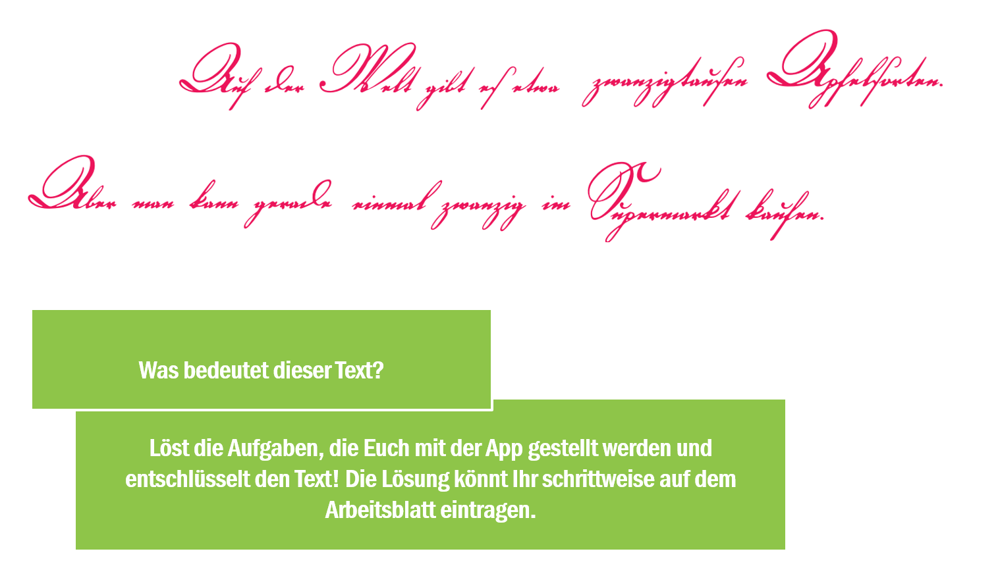 Auf der Welt gibt es etwa zwanzigtausen Apfelsorten.
Aber man kann gerade einmal zwanzig im Supermarkt kaufen.
Was bedeutet dieser Text?
Löst die Aufgaben, die Euch mit der App gestellt werden und
entschlüsselt den Text! Die Lösung könnt Ihr schrittweise auf dem
Arbeitsblatt eintragen.